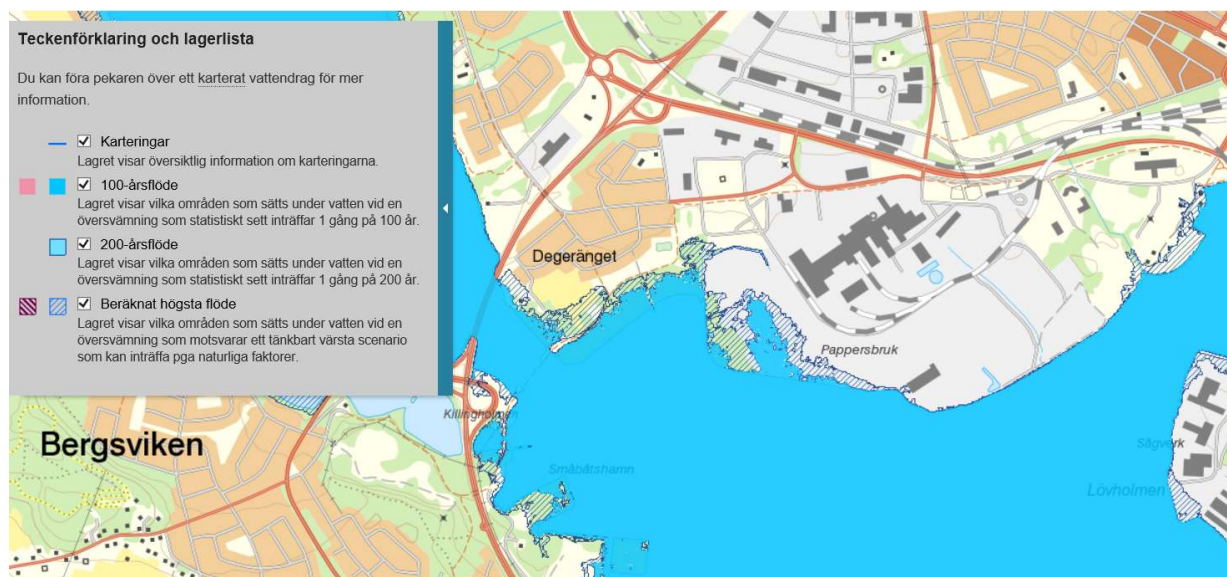 Teckenförklaring och lagerlista
Du kan föra pekaren över ett karterat vattendrag för mer
information.
Karteringar
Lagret visar översiktlig information om karteringarna.
100-årsflöde
Lagret visar vilka områden som sätts under vatten vid en
översvämning som statistiskt sett inträffar 1 gång på 100 år.
200-årsflöde
Lagret visar vilka områden som sätts under vatten vid en
översvämning som statistiskt sett inträffar 1 gång på 200 år.
Beräknat högsta flöde
Lagret visar vilka områden som sätts under vatten vid en
översvämning som motsvarar ett tänkbart värsta scenario
som kan inträffa pga naturliga faktorer.
Degeränget
Pappersbruk
Killingholmen
Bergsviken
Småbåtshamn
Sågverk
Lövholmen